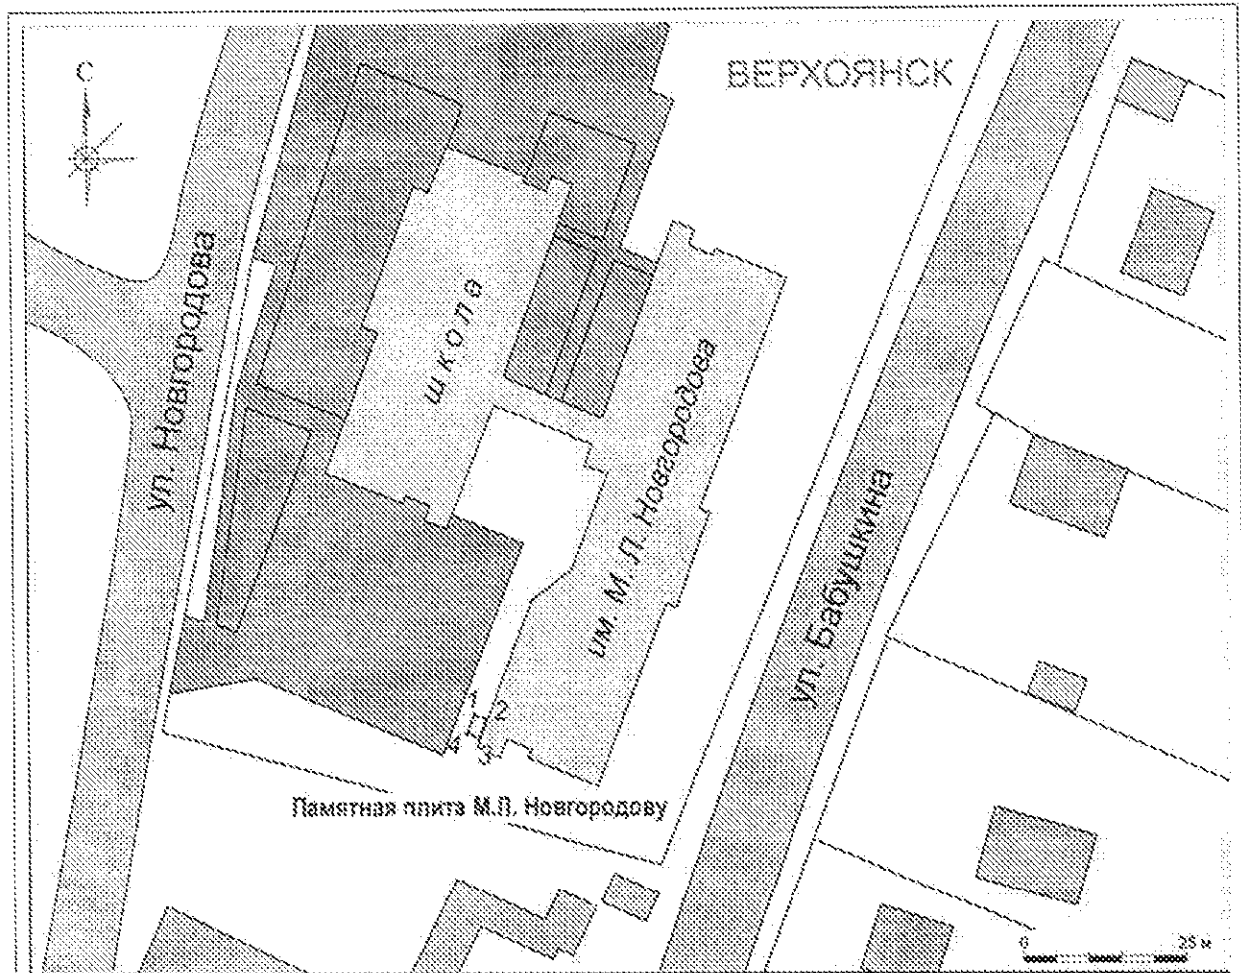 С
ВЕРХОЯНСК
ул. Новгородова
школа
им. М. Л. Новгородова
ул. Бабушкина
1
2
4
3
Памятная плита М.Л. Новгородову
0 25 м